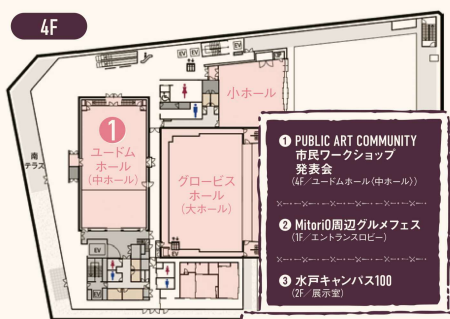 4F
EV
EV
EV
小ホール
1
ユードム
ホール
(中ホール)
南
テラス
グロービス
ホール
(大ホール)
EV
EV
EV
1 PUBLIC ART COMMUNITY
市民ワークショップ
発表会
(4F/ユードムホール〈中ホール〉)
2 MitoriO周辺グルメフェス
(1F/エントランスロビー)
3 水戸キャンパス100
(2F/展示室)